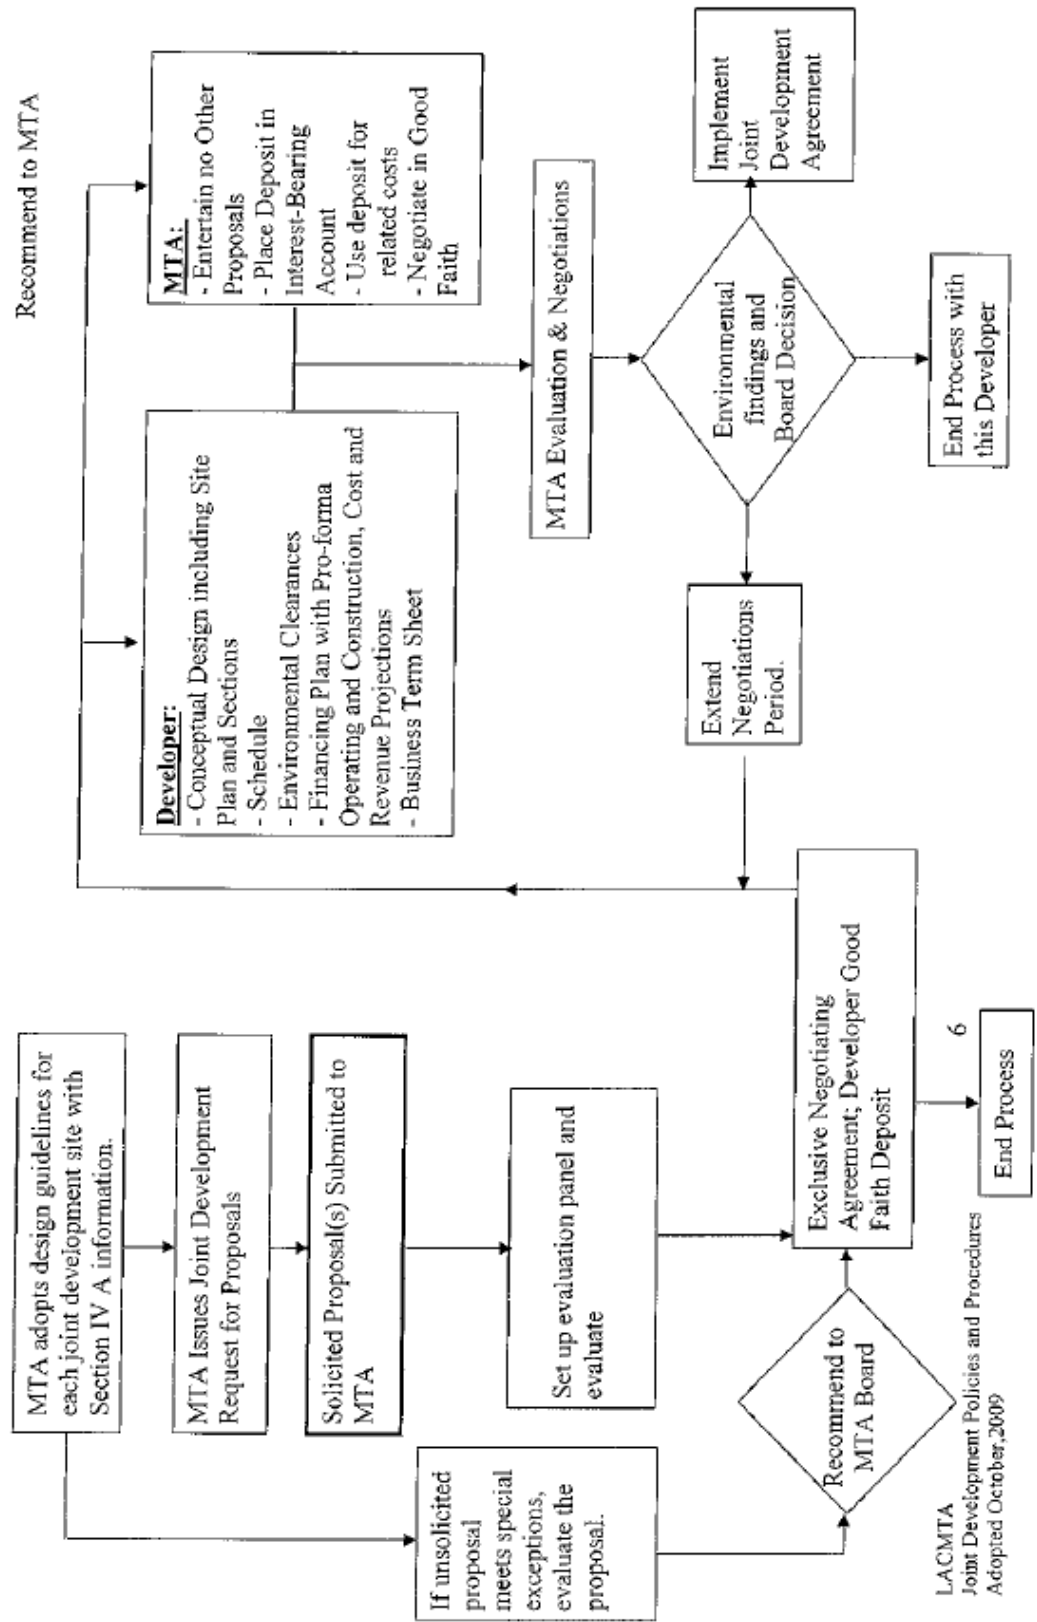 MTA adopts design guidelines for
each joint development site with
Section IV A information.
MTA Issues Joint Development
Request for Proposals
Solicited Proposal(s) Submitted to
MTA
If unsolicited
proposal
meets special
exceptions,
evaluate the
proposal.
Set up evaluation panel and
evaluate
Recommend to
MTA Board
Exclusive Negotiating
Agreement; Developer Good
Faith Deposit
End Process
Recommend to MTA
Developer:
- Conceptual Design including Site
Plan and Sections
- Schedule
- Environmental Clearances
- Financing Plan with Pro-forma
Operating and Construction, Cost and
Revenue Projections
- Business Term Sheet
MTA:
- Entertain no Other
Proposals
- Place Deposit in
Interest-Bearing
Account
- Use deposit for
related costs
- Negotiate in Good
Faith
MTA Evaluation & Negotiations
Extend
Negotiations
Period.
Environmental
findings and
Board Decision
Implement
Joint
Development
Agreement
End Process with
this Developer
LACMTA
Joint Development Policies and Procedures
Adopted October,2009
6